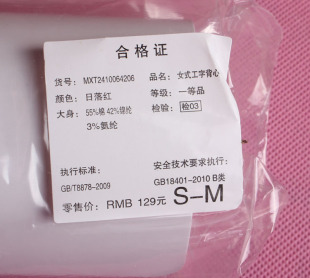 合格证
货号: MXT2410064206 品名: 女式工字背心
颜色: 日落红 等级: 一等品
大身: 55%棉 42%锦纶 检验: 检03
3%氨纶
执行标准: 安全技术要求执行:
GB/T8878-2009 GB18401-2010 B类
零售价: RMB 129元 S-M